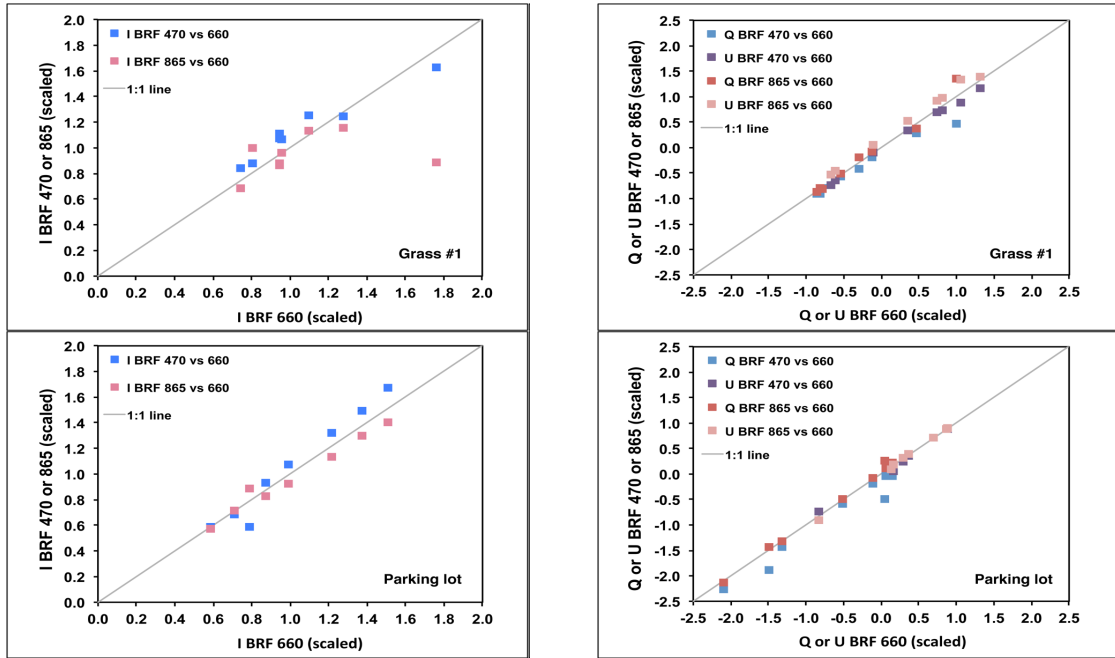 2.0
1.8
1.6
1.4
1.2
1.0
0.8
0.6
0.4
0.2
0.0
I BRF 470 or 865 (scaled)
I BRF 470 vs 660
I BRF 865 vs 660
1:1 line
Grass #1
0.0 0.2 0.4 0.6 0.8 1.0 1.2 1.4 1.6 1.8 2.0
I BRF 660 (scaled)
2.5
2.0
1.5
1.0
0.5
0.0
-0.5
-1.0
-1.5
-2.0
-2.5
Q or U BRF 470 or 865 (scaled)
Q BRF 470 vs 660
U BRF 470 vs 660
Q BRF 865 vs 660
U BRF 865 vs 660
1:1 line
Grass #1
-2.5 -2.0 -1.5 -1.0 -0.5 0.0 0.5 1.0 1.5 2.0 2.5
Q or U BRF 660 (scaled)
2.0
1.8
1.6
1.4
1.2
1.0
0.8
0.6
0.4
0.2
0.0
I BRF 470 or 865 (scaled)
I BRF 470 vs 660
I BRF 865 vs 660
1:1 line
Parking lot
0.0 0.2 0.4 0.6 0.8 1.0 1.2 1.4 1.6 1.8 2.0
I BRF 660 (scaled)
2.5
2.0
1.5
1.0
0.5
0.0
-0.5
-1.0
-1.5
-2.0
-2.5
Q or U BRF 470 or 865 (scaled)
Q BRF 470 vs 660
U BRF 470 vs 660
Q BRF 865 vs 660
U BRF 865 vs 660
1:1 line
Parking lot
-2.5 -2.0 -1.5 -1.0 -0.5 0.0 0.5 1.0 1.5 2.0 2.5
Q or U BRF 660 (scaled)